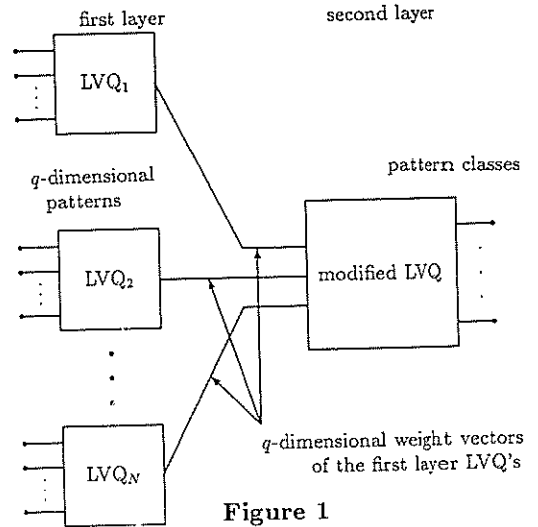 first layer
second layer
LVQ₁
pattern classes
q-dimensional
patterns
LVQ₂
modified LVQ
q-dimensional weight vectors
of the first layer LVQ's
LVQ_N
Figure 1